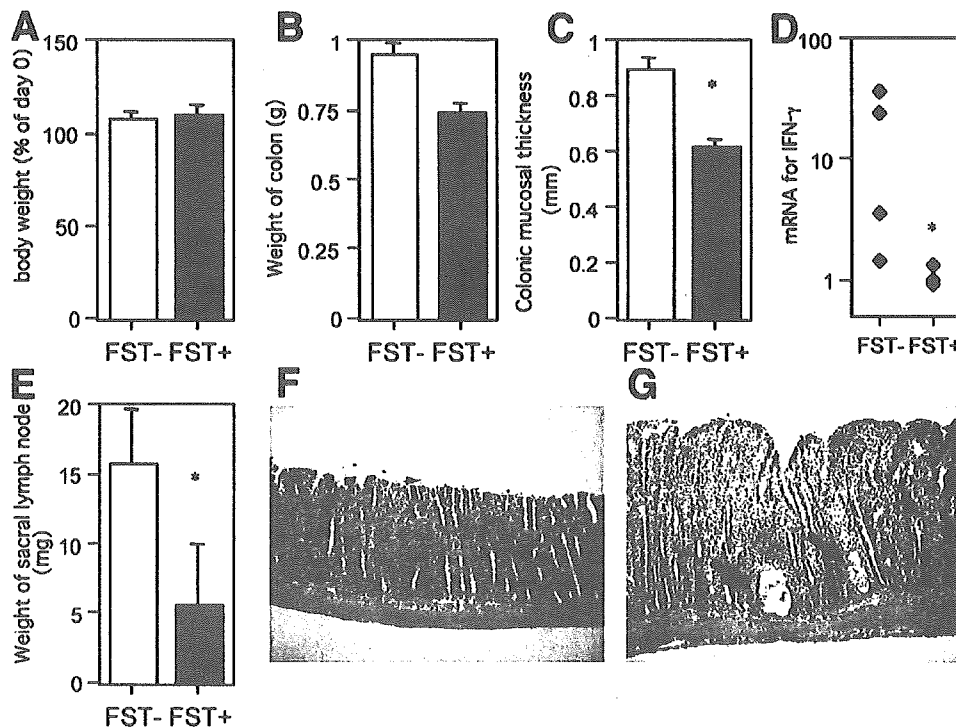 A
body weight (% of day 0)
150
100
50
0
FST- FST+
B
Weight of colon (g)
1
0.75
0.5
0.25
0
FST- FST+
C
Colonic mucosal thickness
(mm)
1
0.8
0.6
0.4
0.2
0
FST- FST+
*
D
mRNA for IFN-γ
100
10
1
FST- FST+
*
E
Weight of sacral lymph node
(mg)
20
15
10
5
0
FST- FST+
*
F
G